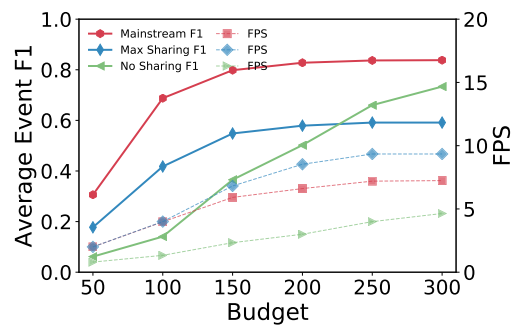 1.0
0.8
0.6
0.4
0.2
0.0
Average Event F1
Mainstream F1 FPS
Max Sharing F1 FPS
No Sharing F1 FPS
20
15
10
5
0
FPS
50 100 150 200 250 300
Budget